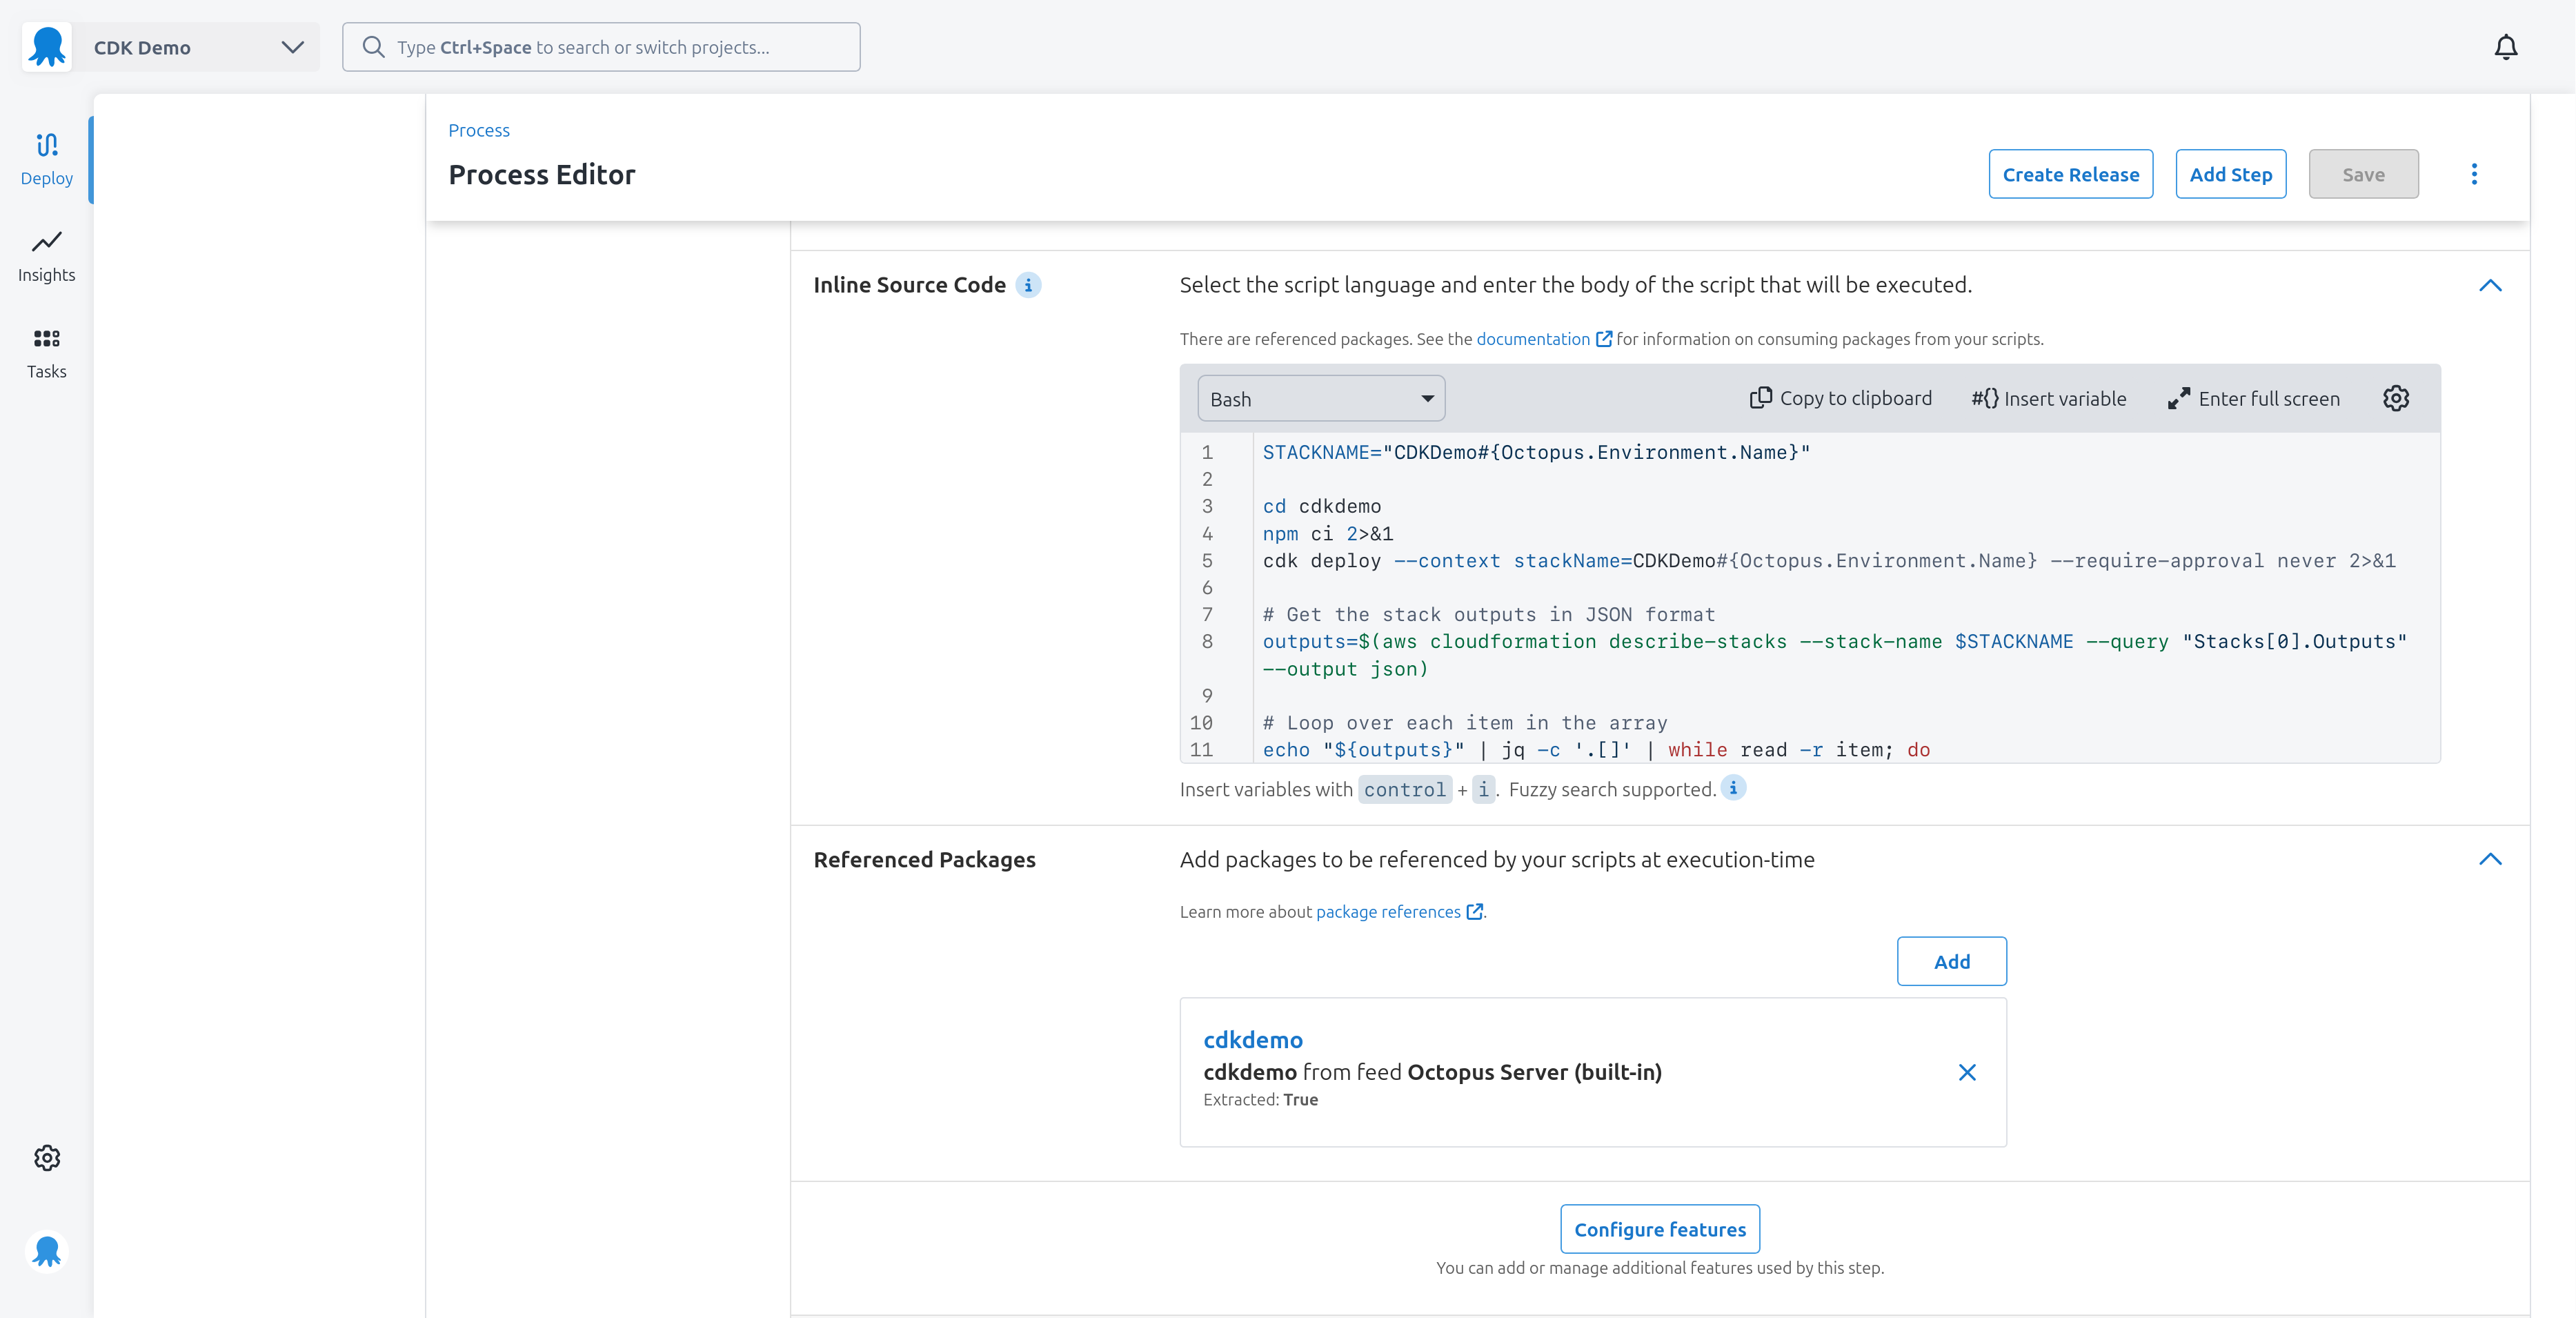 CDK Demo
Type Ctrl+Space to search or switch projects...
Deploy
Insights
Tasks
Process
Process Editor
Create Release
Add Step
Save
Inline Source Code
Select the script language and enter the body of the script that will be executed.
There are referenced packages. See the documentation for information on consuming packages from your scripts.
Bash
Copy to clipboard
#{} Insert variable
Enter full screen
1 STACKNAME="CDKDemo#{Octopus.Environment.Name}"
2
3 cd cdkdemo
4 npm ci 2>&1
5 cdk deploy --context stackName=CDKDemo#{Octopus.Environment.Name} --require-approval never 2>&1
6
7 # Get the stack outputs in JSON format
8 outputs=$(aws cloudformation describe-stacks --stack-name $STACKNAME --query "Stacks[0].Outputs"
--output json)
9
10 # Loop over each item in the array
11 echo "${outputs}" | jq -c '.[]' | while read -r item; do
Insert variables with control + i. Fuzzy search supported.
Referenced Packages
Add packages to be referenced by your scripts at execution-time
Learn more about package references.
Add
cdkdemo
cdkdemo from feed Octopus Server (built-in)
Extracted: True
Configure features
You can add or manage additional features used by this step.